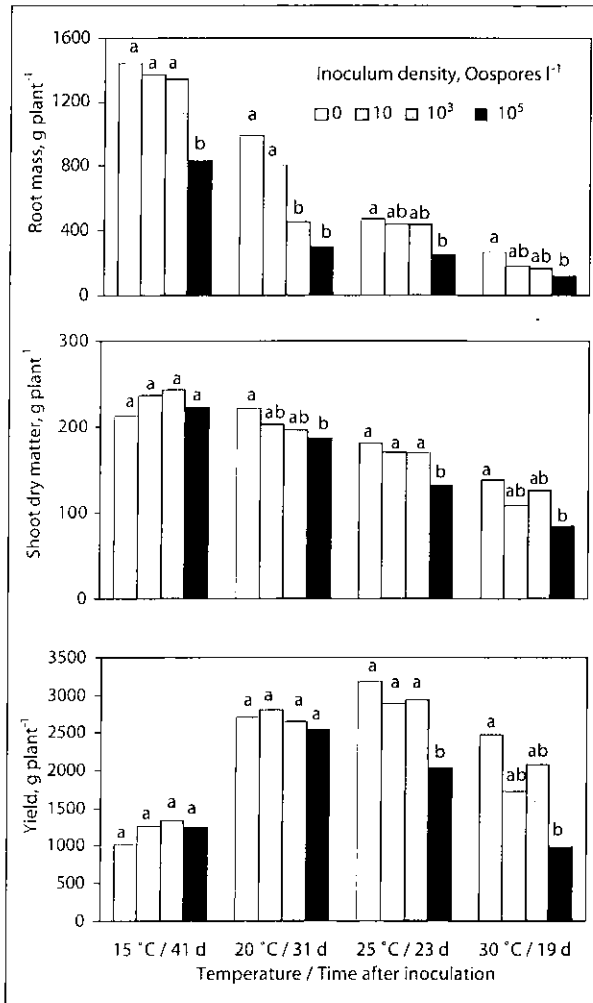 1600
1200
800
400
0
Root mass, g plant⁻¹
Inoculum density, Oospores l⁻¹
0 10 10³ 10⁵
a a a b
a a b b
a ab ab b
a ab ab b
300
200
100
0
Shoot dry matter, g plant⁻¹
a a a a
a ab ab b
a a a b
a ab ab b
3500
3000
2500
2000
1500
1000
500
0
Yield, g plant⁻¹
a a a a
a a a a
a a a b
a ab ab b
15 °C / 41 d 20 °C / 31 d 25 °C / 23 d 30 °C / 19 d
Temperature / Time after inoculation